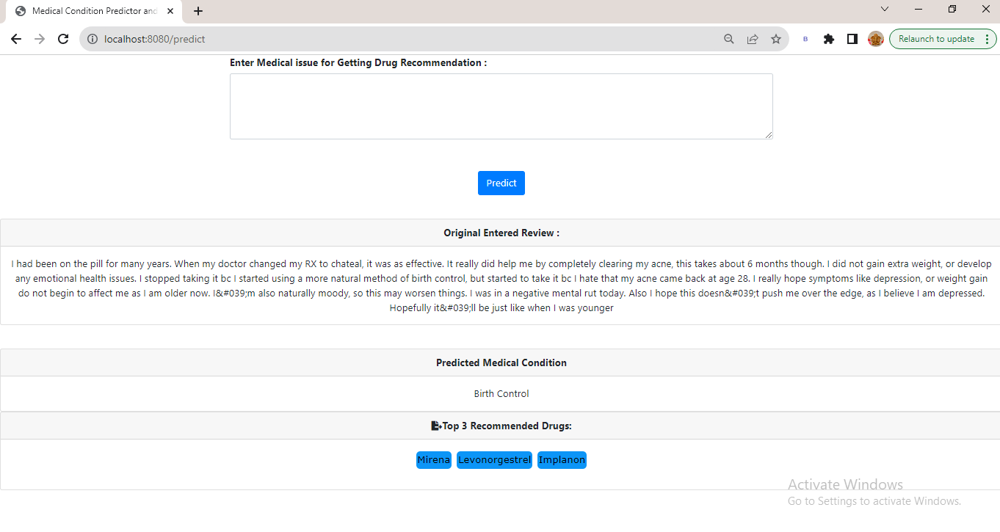 Medical Condition Predictor and
localhost:8080/predict
B
Relaunch to update
Enter Medical issue for Getting Drug Recommendation :
Predict
Original Entered Review :
I had been on the pill for many years. When my doctor changed my RX to chateal, it was as effective. It really did help me by completely clearing my acne, this takes about 6 months though. I did not gain extra weight, or develop
any emotional health issues. I stopped taking it bc I started using a more natural method of birth control, but started to take it bc I hate that my acne came back at age 28. I really hope symptoms like depression, or weight gain
do not begin to affect me as I am older now. I&#039;m also naturally moody, so this may worsen things. I was in a negative mental rut today. Also I hope this doesn&#039;t push me over the edge, as I believe I am depressed.
Hopefully it&#039;ll be just like when I was younger
Predicted Medical Condition
Birth Control
Top 3 Recommended Drugs:
Mirena Levonorgestrel Implanon
Activate Windows
Go to Settings to activate Windows.